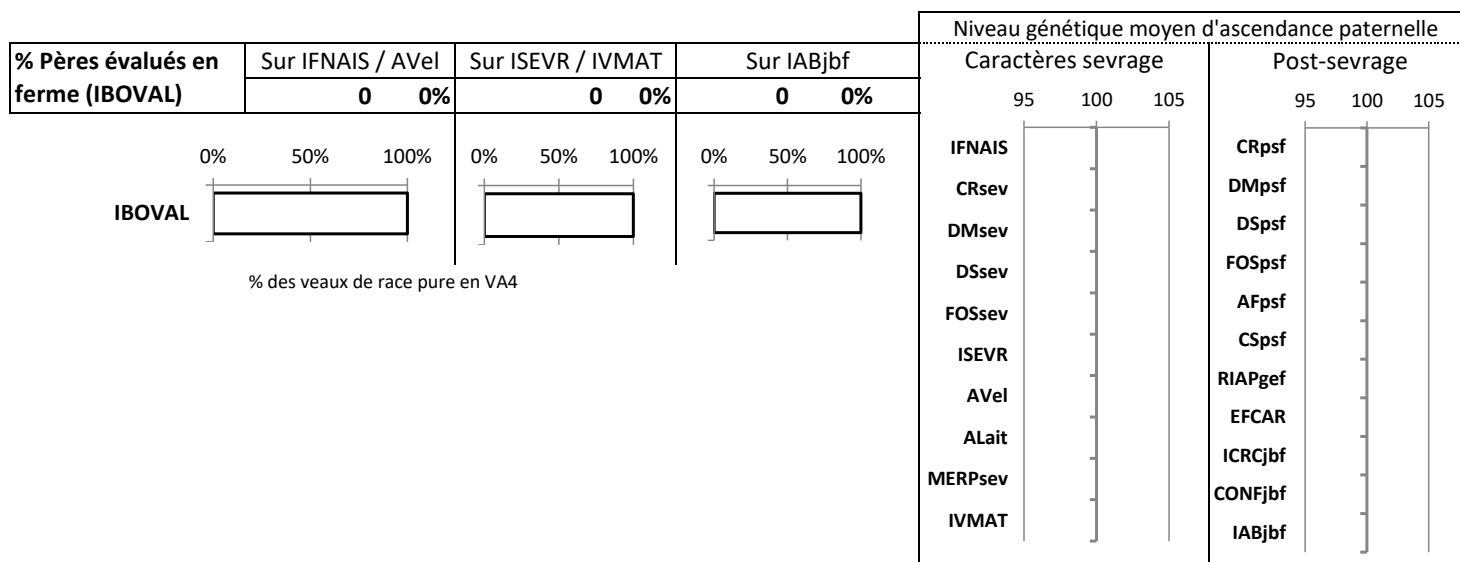 Niveau génétique moyen d'ascendance paternelle
% Pères évalués en ferme (IBOVAL)
Sur IFNAIS / AVel
Sur ISEVR / IVMAT
Sur IABjbf
0 0%
0 0%
0 0%
0% 50% 100%
0% 50% 100%
0% 50% 100%
IBOVAL
% des veaux de race pure en VA4
Caractères sevrage
95 100 105
IFNAIS
CRsev
DMsev
DSsev
FOSsev
ISEVR
AVel
ALait
MERPsev
IVMAT
Post-sevrage
95 100 105
CRpsf
DMpsf
DSpsf
FOSpsf
AFpsf
CSpsf
RIAPgef
EFCAR
ICRCjbf
CONFjbf
IABjbf